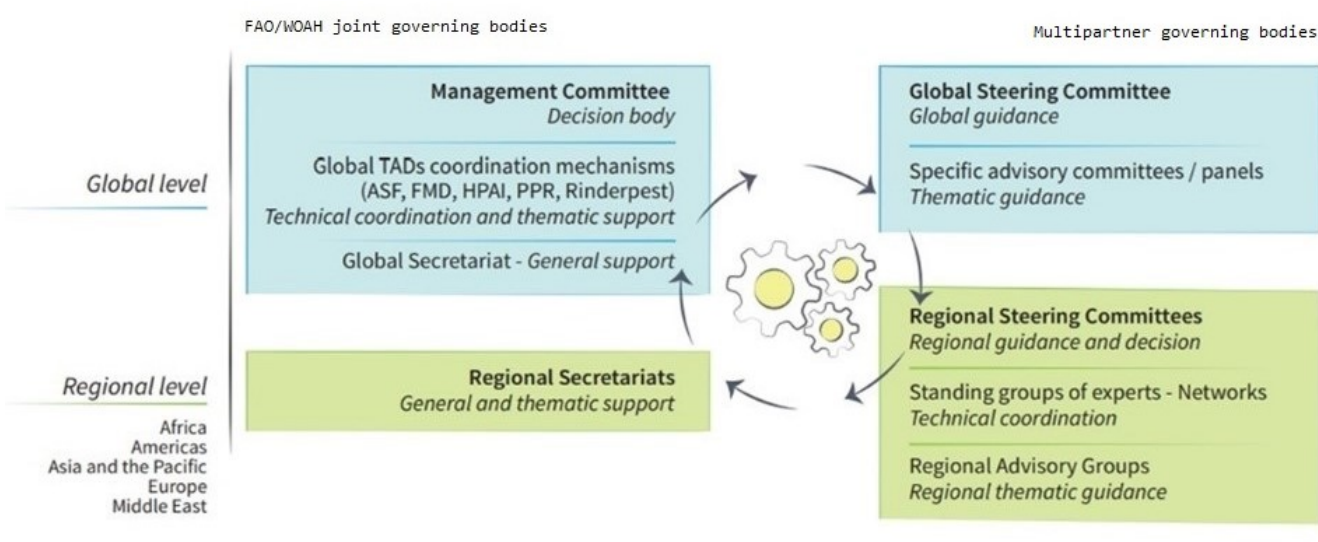 FAO/WOAH joint governing bodies
Multipartner governing bodies
Global level
Management Committee
Decision body
Global TADs coordination mechanisms
(ASF, FMD, HPAI, PPR, Rinderpest)
Technical coordination and thematic support
Global Secretariat - General support
Global Steering Committee
Global guidance
Specific advisory committees / panels
Thematic guidance
Regional level
Africa
Americas
Asia and the Pacific
Europe
Middle East
Regional Secretariats
General and thematic support
Regional Steering Committees
Regional guidance and decision
Standing groups of experts - Networks
Technical coordination
Regional Advisory Groups
Regional thematic guidance